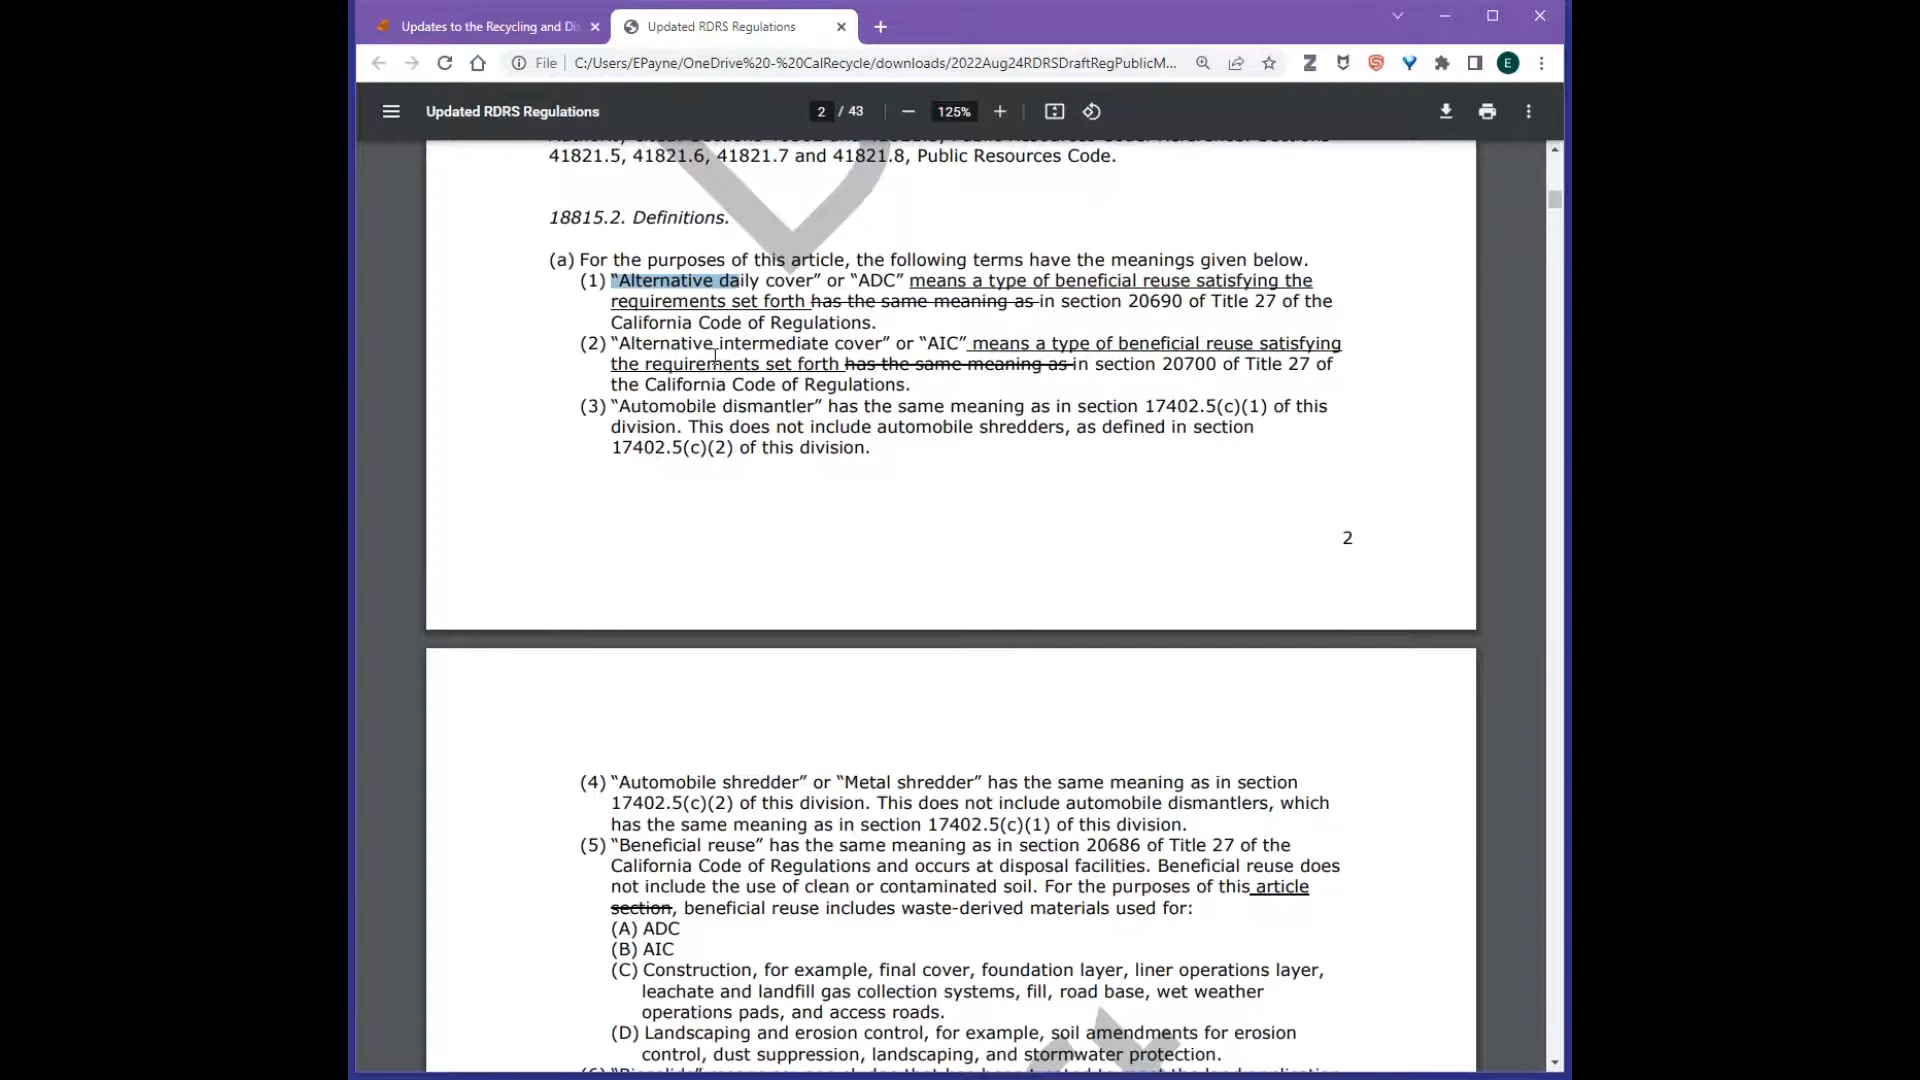 Updates to the Recycling and Di
Updated RDRS Regulations
File
C:/Users/EPayne/OneDrive%20-%20CalRecycle/downloads/2022Aug24RDRSDraftRegPublicM...
E
Updated RDRS Regulations
2 / 43
125%
41821.5, 41821.6, 41821.7 and 41821.8, Public Resources Code.
18815.2. Definitions.
(a) For the purposes of this article, the following terms have the meanings given below.
(1) “Alternative daily cover” or “ADC” means a type of beneficial reuse satisfying the
requirements set forth has the same meaning as in section 20690 of Title 27 of the
California Code of Regulations.
(2) “Alternative intermediate cover” or “AIC” means a type of beneficial reuse satisfying
the requirements set forth has the same meaning as in section 20700 of Title 27 of
the California Code of Regulations.
(3) “Automobile dismantler” has the same meaning as in section 17402.5(c)(1) of this
division. This does not include automobile shredders, as defined in section
17402.5(c)(2) of this division.
2
(4) “Automobile shredder” or “Metal shredder” has the same meaning as in section
17402.5(c)(2) of this division. This does not include automobile dismantlers, which
has the same meaning as in section 17402.5(c)(1) of this division.
(5) “Beneficial reuse” has the same meaning as in section 20686 of Title 27 of the
California Code of Regulations and occurs at disposal facilities. Beneficial reuse does
not include the use of clean or contaminated soil. For the purposes of this article
section, beneficial reuse includes waste-derived materials used for:
(A) ADC
(B) AIC
(C) Construction, for example, final cover, foundation layer, liner operations layer,
leachate and landfill gas collection systems, fill, road base, wet weather
operations pads, and access roads.
(D) Landscaping and erosion control, for example, soil amendments for erosion
control, dust suppression, landscaping, and stormwater protection.